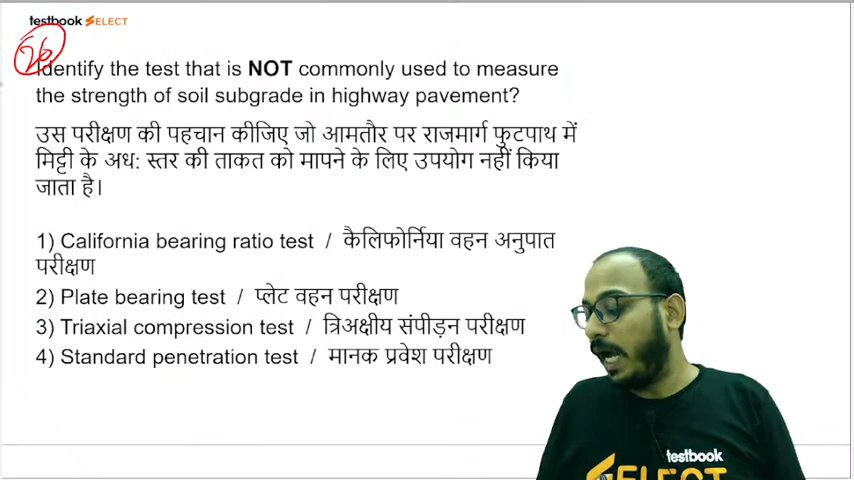 testbook SELECT
26
Identify the test that is NOT commonly used to measure
the strength of soil subgrade in highway pavement?
उस परीक्षण की पहचान कीजिए जो आमतौर पर राजमार्ग फुटपाथ में
मिट्टी के अध: स्तर की ताकत को मापने के लिए उपयोग नहीं किया
जाता है।
1) California bearing ratio test / कैलिफोर्निया वहन अनुपात
परीक्षण
2) Plate bearing test / प्लेट वहन परीक्षण
3) Triaxial compression test / त्रिअक्षीय संपीड़न परीक्षण
4) Standard penetration test / मानक प्रवेश परीक्षण
testbook
SELECT